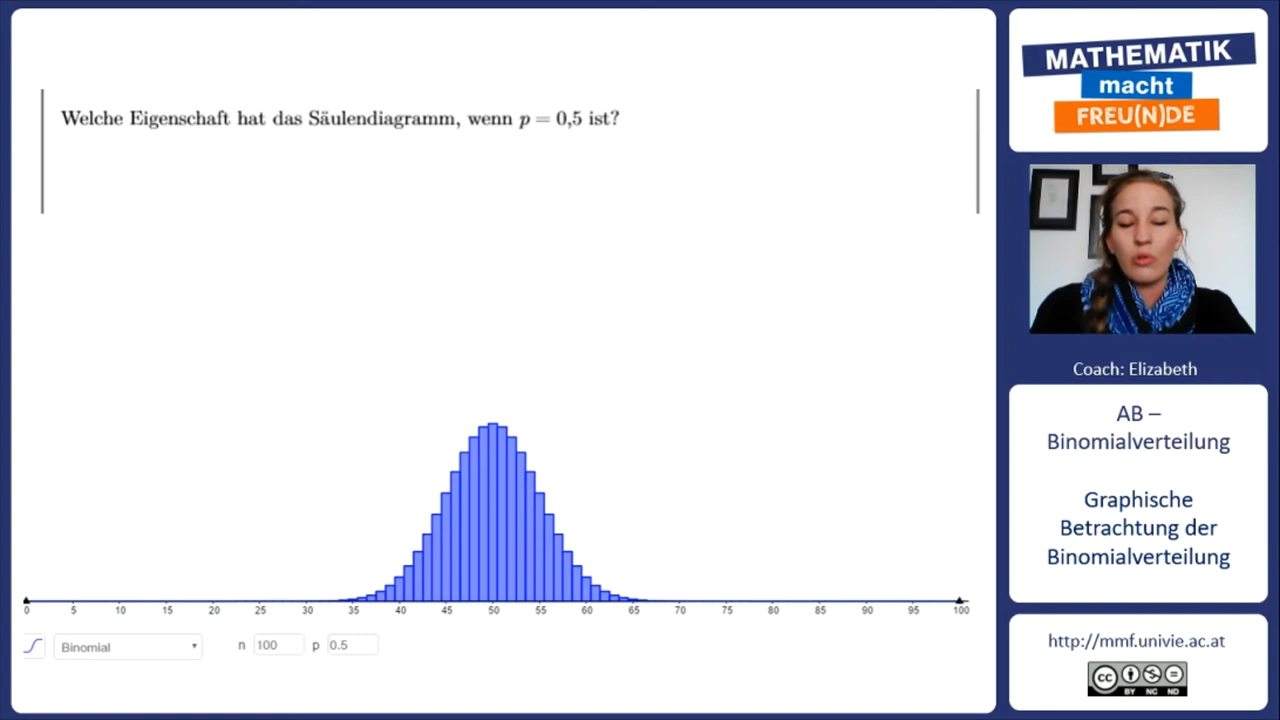 Welche Eigenschaft hat das Säulendiagramm, wenn p = 0,5 ist?
0 5 10 15 20 25 30 35 40 45 50 55 60 65 70 75 80 85 90 95 100
Binomial n 100 p 0.5
MATHEMATIK
macht
FREU(N)DE
Coach: Elizabeth
AB –
Binomialverteilung
Graphische
Betrachtung der
Binomialverteilung
http://mmf.univie.ac.at
cc
BY NC ND